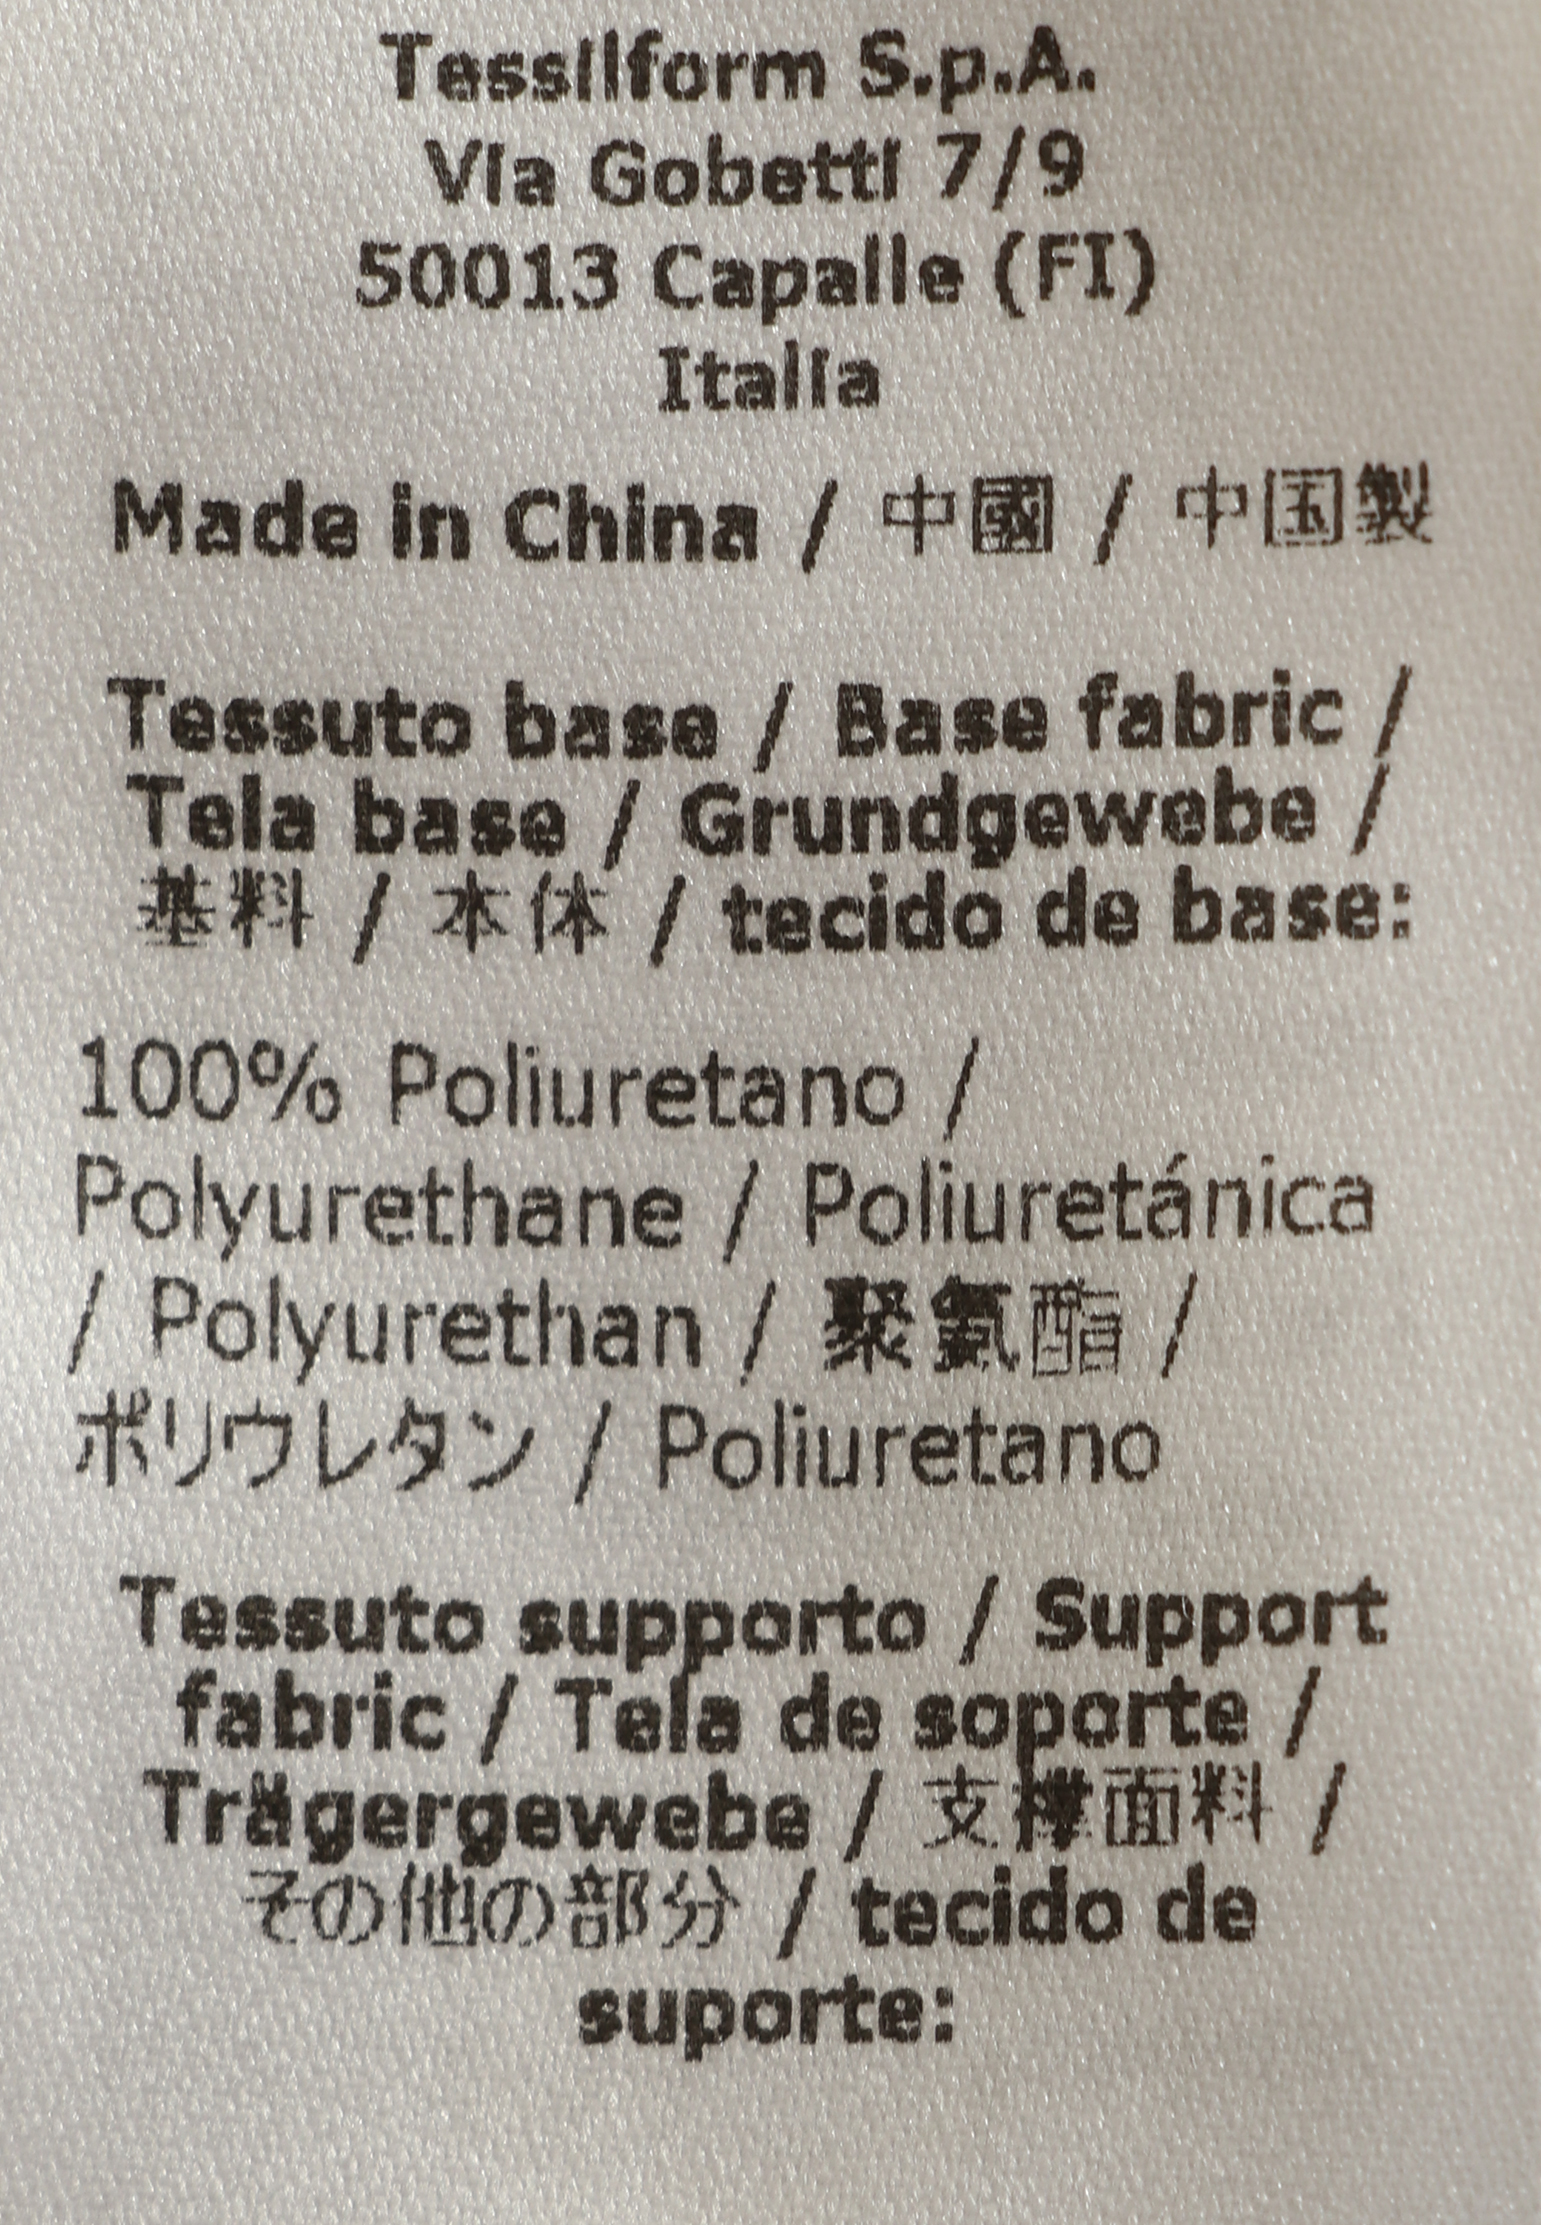 Tessilform S.p.A.
Via Gobetti 7/9
50013 Capalle (FI)
Italia
Made in China / 中國 / 中国製
Tessuto base / Base fabric /
Tela base / Grundgewebe /
基料 / 本体 / tecido de base:
100% Poliuretano /
Polyurethane / Poliuretánica
/ Polyurethan / 聚氨酯 /
ポリウレタン / Poliuretano
Tessuto supporto / Support
fabric / Tela de soporte /
Trägergewebe / 支撑面料 /
その他の部分 / tecido de
suporte: